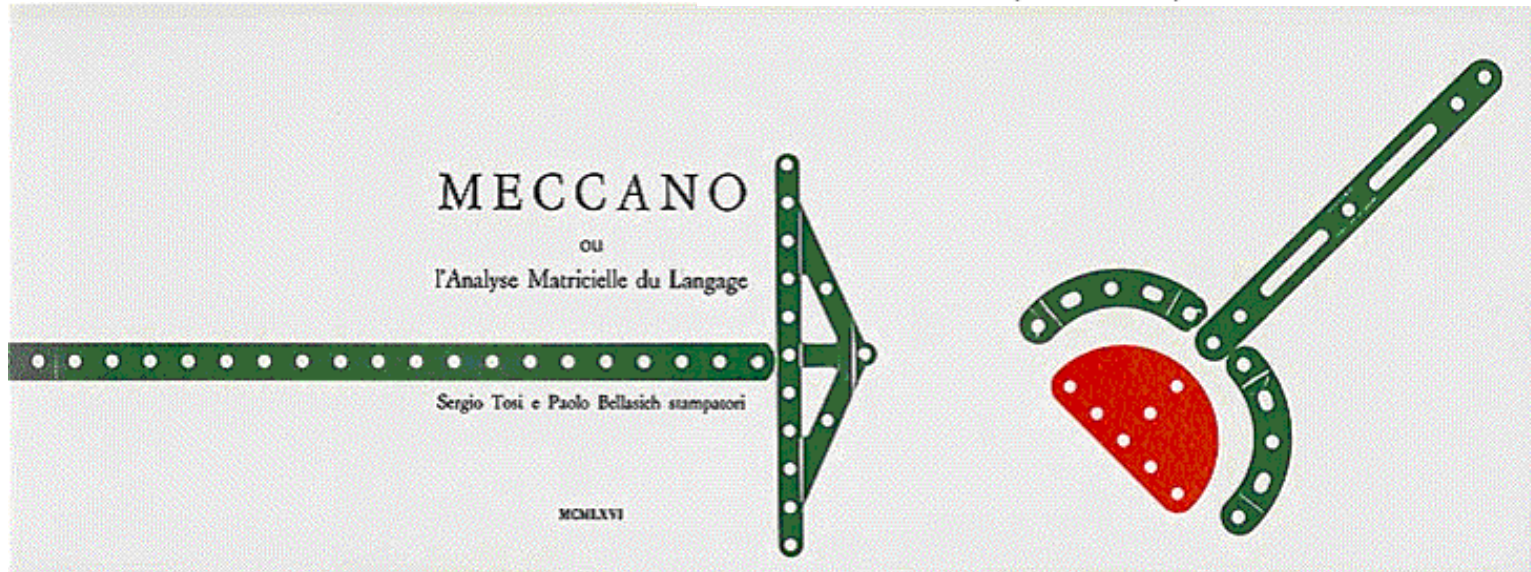 MECCANO
ou
l'Analyse Matricielle du Langage
Sergio Tosi e Paolo Bellasich stampatori
MCMLXVI